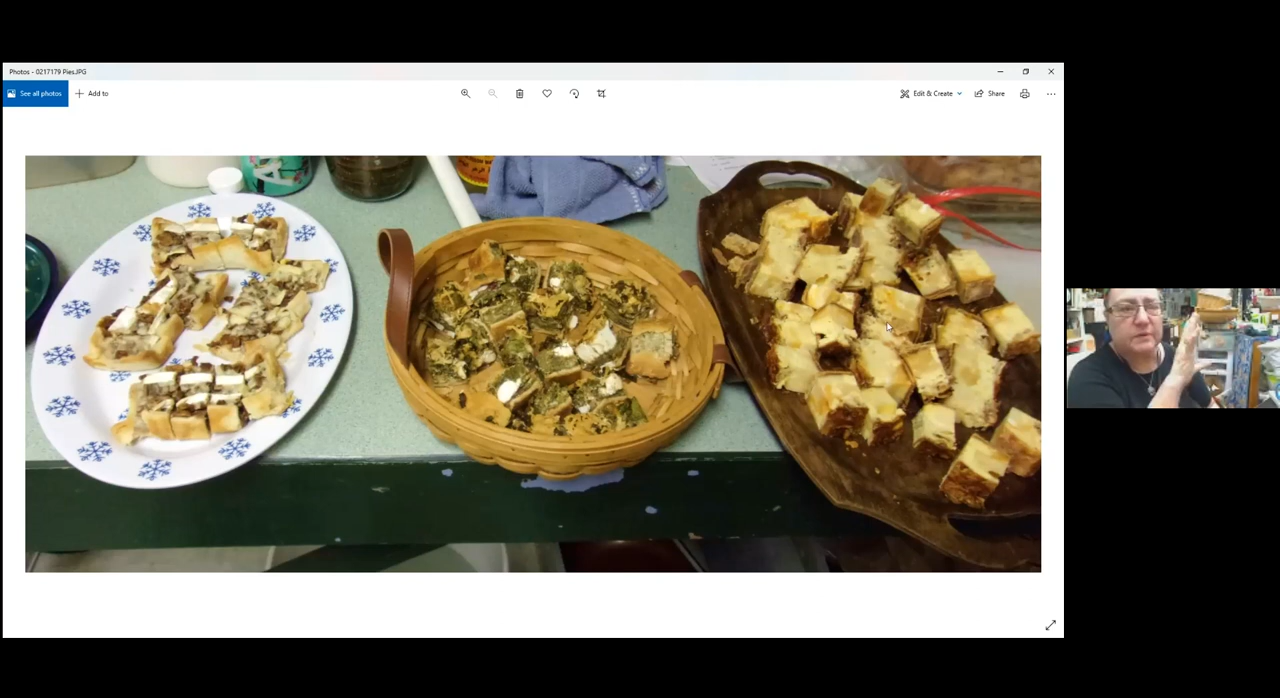 Photos - 0217179 Pies.JPG
See all photos
Add to
Edit & Create
Share